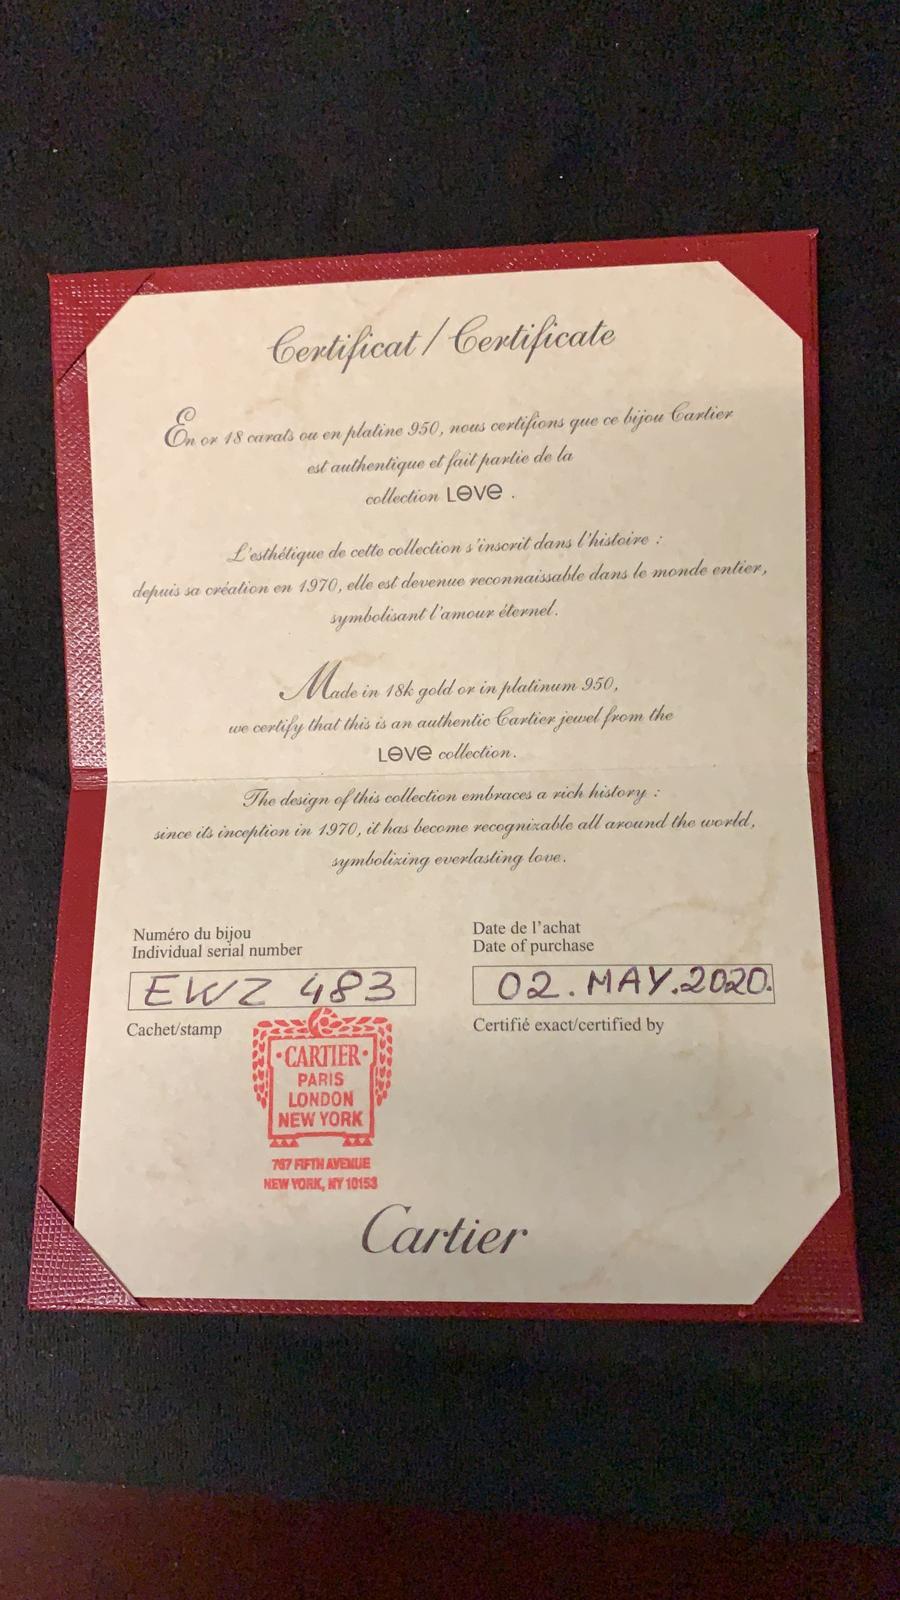 Certificat / Certificate
En or 18 carats ou en platine 950, nous certifions que ce bijou Cartier
est authentique et fait partie de la
collection LOVE .
L'esthétique de cette collection s'inscrit dans l'histoire :
depuis sa création en 1970, elle est devenue reconnaissable dans le monde entier,
symbolisant l'amour éternel.
Made in 18k gold or in platinum 950,
we certify that this is an authentic Cartier jewel from the
LOVE collection.
The design of this collection embraces a rich history :
since its inception in 1970, it has become recognizable all around the world,
symbolizing everlasting love.
Numéro du bijou
Individual serial number
EWZ 483
Date de l'achat
Date of purchase
02. MAY.2020.
Cachet/stamp
Certifié exact/certified by
·CARTIER·
PARIS
LONDON
NEW YORK
767 FIFTH AVENUE
NEW YORK, NY 10153
Cartier